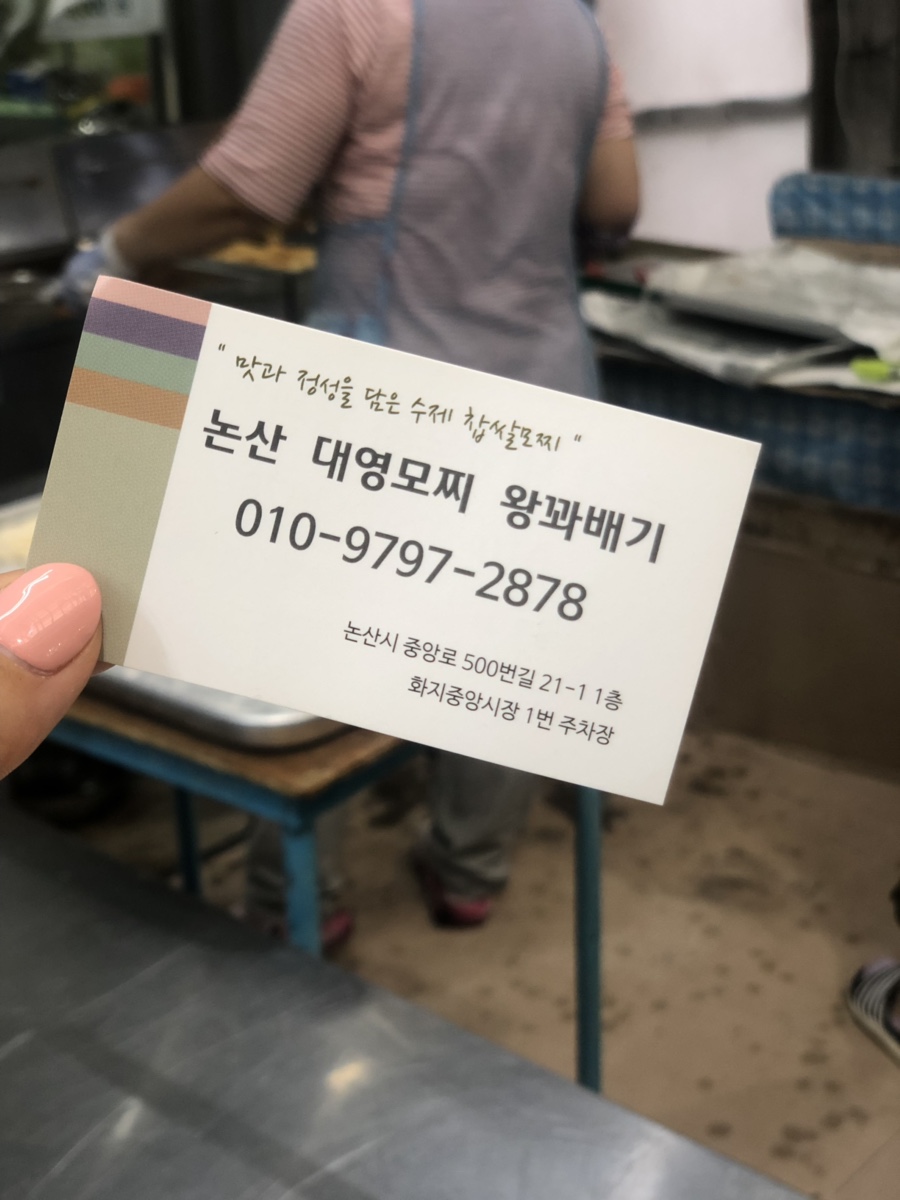 " 맛과 정성을 담은 수제 찹쌀모찌 "
논산 대영모찌 왕꽈배기
010-9797-2878
논산시 중앙로 500번길 21-1 1층
화지중앙시장 1번 주차장